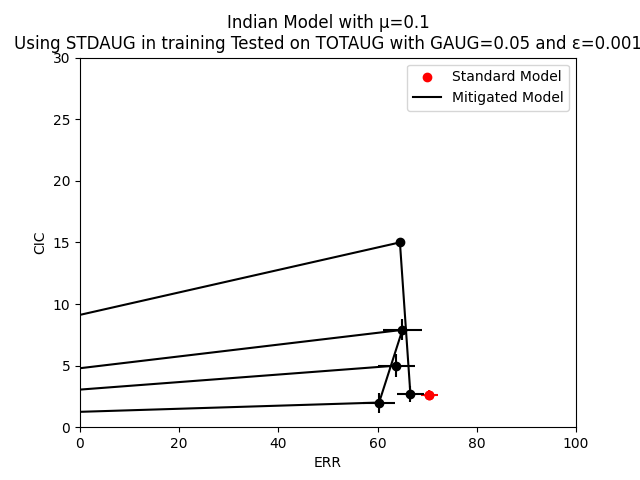 Indian Model with μ=0.1
Using STDAUG in training Tested on TOTAUG with GAUG=0.05 and ε=0.001
30
25
20
15
10
5
0
CIC
Standard Model
Mitigated Model
0 20 40 60 80 100
ERR